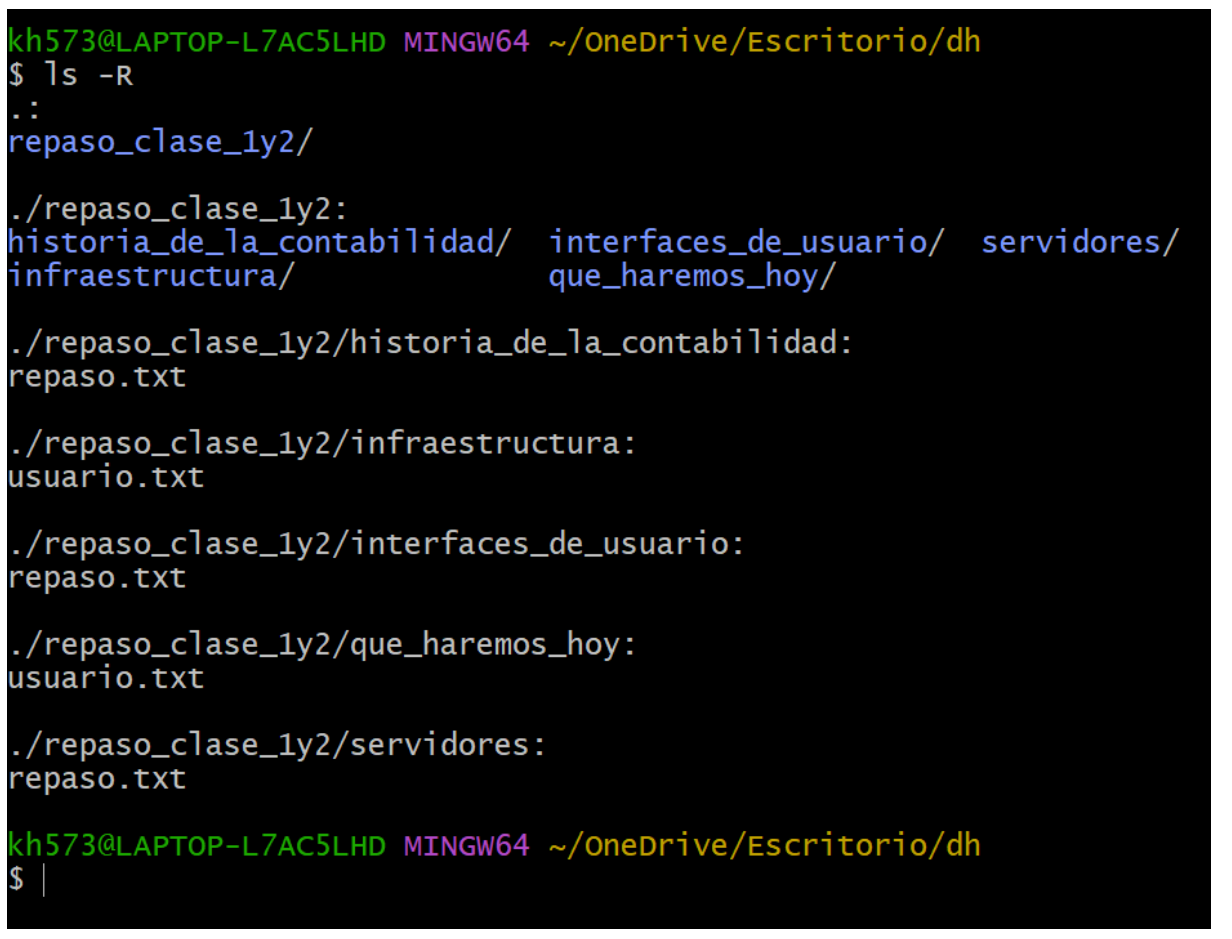 kh573@LAPTOP-L7AC5LHD MINGW64 ~/OneDrive/Escritorio/dh
$ ls -R
.:
repaso_clase_1y2/

./repaso_clase_1y2:
historia_de_la_contabilidad/  interfaces_de_usuario/  servidores/
infraestructura/              que_haremos_hoy/

./repaso_clase_1y2/historia_de_la_contabilidad:
repaso.txt

./repaso_clase_1y2/infraestructura:
usuario.txt

./repaso_clase_1y2/interfaces_de_usuario:
repaso.txt

./repaso_clase_1y2/que_haremos_hoy:
usuario.txt

./repaso_clase_1y2/servidores:
repaso.txt

kh573@LAPTOP-L7AC5LHD MINGW64 ~/OneDrive/Escritorio/dh
$